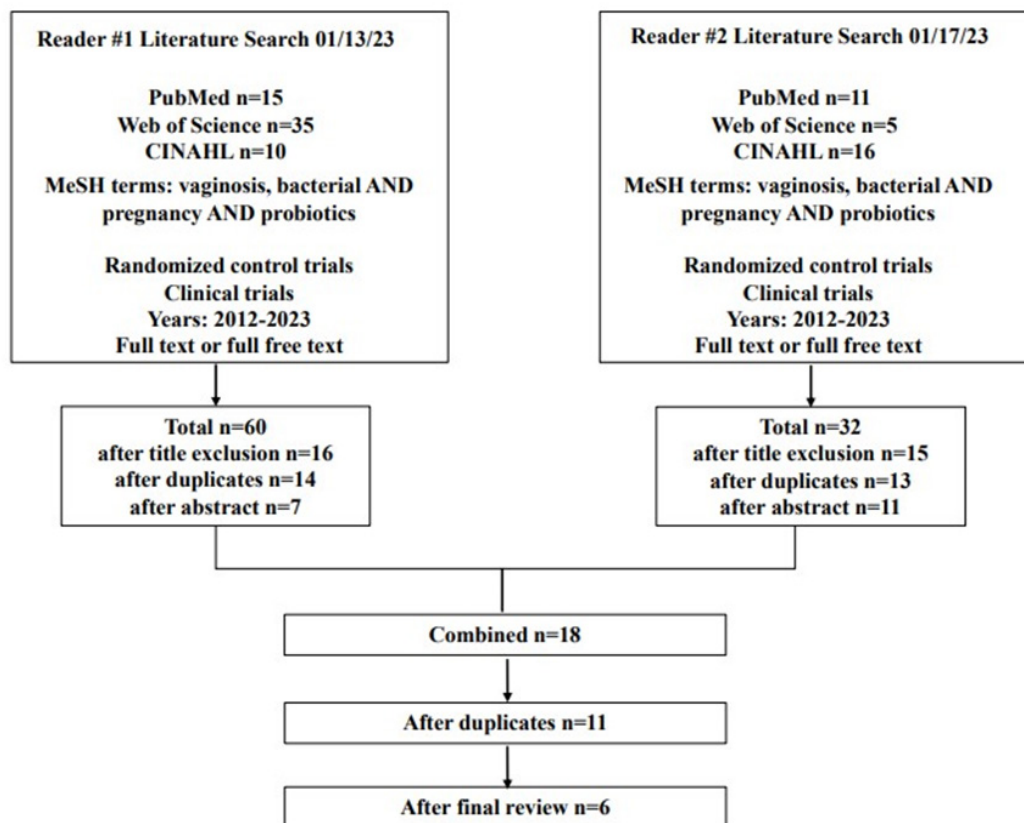 Reader #1 Literature Search 01/13/23
PubMed n=15
Web of Science n=35
CINAHL n=10
MeSH terms: vaginosis, bacterial AND
pregnancy AND probiotics
Randomized control trials
Clinical trials
Years: 2012-2023
Full text or full free text
Reader #2 Literature Search 01/17/23
PubMed n=11
Web of Science n=5
CINAHL n=16
MeSH terms: vaginosis, bacterial AND
pregnancy AND probiotics
Randomized control trials
Clinical trials
Years: 2012-2023
Full text or full free text
Total n=60
after title exclusion n=16
after duplicates n=14
after abstract n=7
Total n=32
after title exclusion n=15
after duplicates n=13
after abstract n=11
Combined n=18
After duplicates n=11
After final review n=6